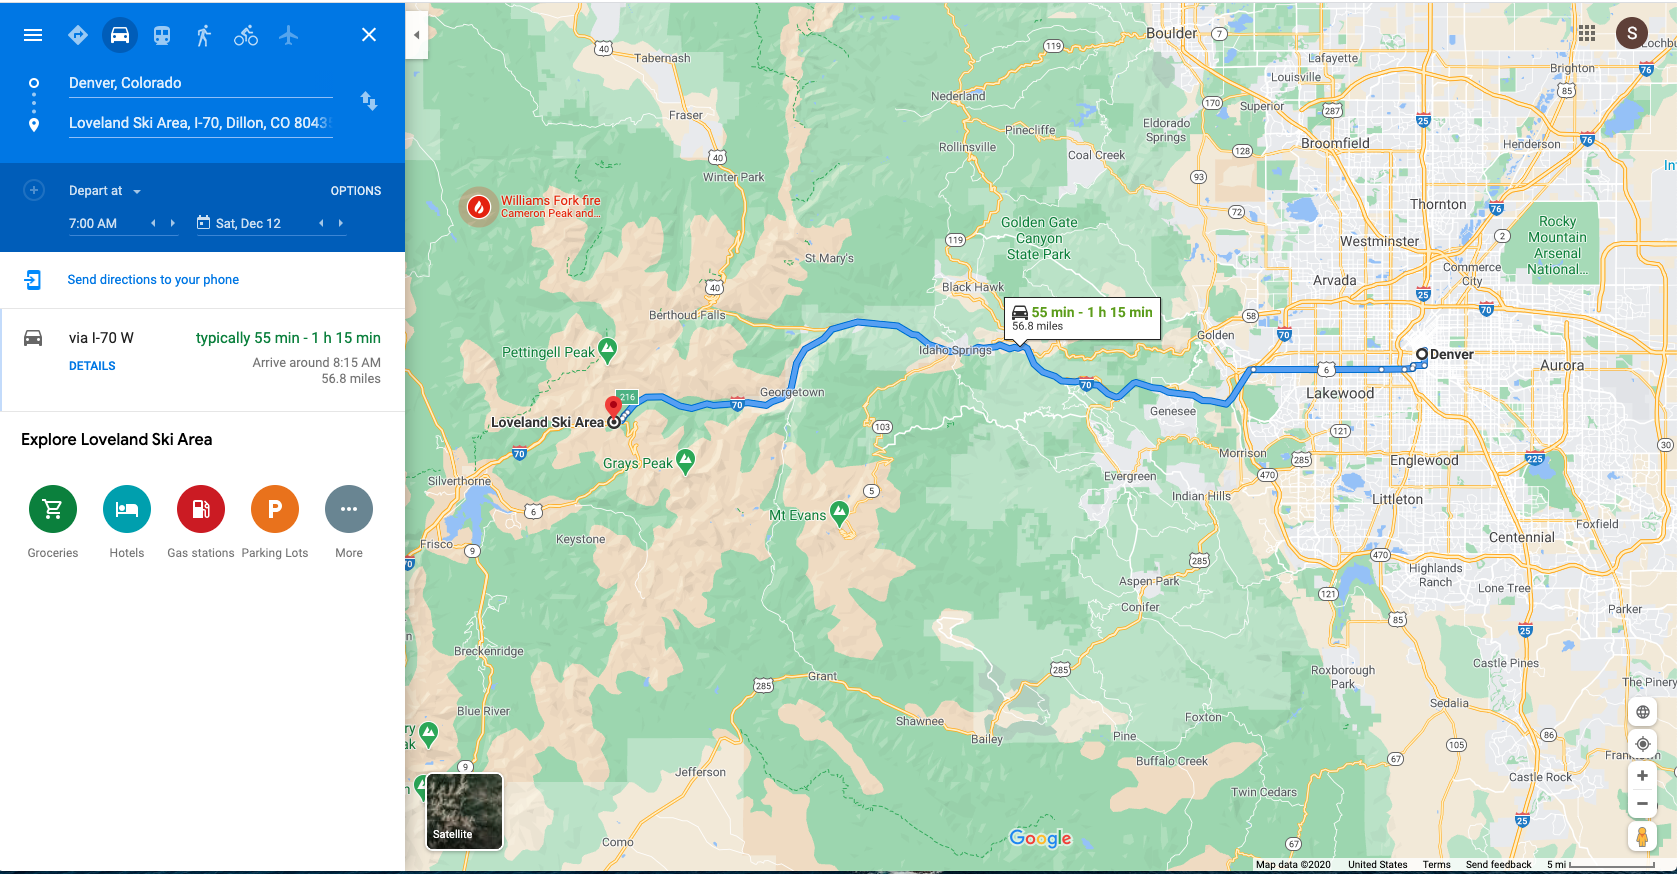 Denver, Colorado
Loveland Ski Area, I-70, Dillon, CO 8043
Depart at
OPTIONS
7:00 AM
Sat, Dec 12
Send directions to your phone
via I-70 W
typically 55 min - 1 h 15 min
DETAILS
Arrive around 8:15 AM
56.8 miles
Explore Loveland Ski Area
P
Groceries
Hotels
Gas stations
Parking Lots
More
S
Boulder
7
119
40
Tabernash
Lafayette
Lochbu
Brighton
76
Louisville
85
Nederland
170
Superior
287
Fraser
Eldorado
Springs
25
Pinecliffe
Rollinsville
Broomfield
Henderson
76
128
Coal Creek
40
Winter Park
93
Int
Williams Fork fire
Cameron Peak and...
Thornton
76
72
Golden Gate
Canyon
State Park
Rocky
Mountain
Arsenal
National...
2
119
Westminster
St Mary's
Commerce
City
Arvada
40
Black Hawk
25
70
Berthoud Falls
55 min - 1 h 15 min
56.8 miles
58
70
Golden
Pettingell Peak
Idaho Springs
Denver
Aurora
6
70
Lakewood
Georgetown
216
70
Genesee
Loveland Ski Area
103
121
30
70
Grays Peak
Morrison
285
Englewood
225
470
Silverthorne
Evergreen
5
Indian Hills
Littleton
6
Mt Evans
Foxfield
Keystone
Centennial
Frisco
9
470
285
70
Highlands
Ranch
Aspen Park
Lone Tree
121
Conifer
Parker
85
25
Breckenridge
285
Castle Pines
Roxborough
Park
Grant
285
The Pinery
Sedalia
Blue River
Foxton
Shawnee
ry
ak
Pine
Bailey
86
105
9
67
Buffalo Creek
Jefferson
Castle Rock
n
Twin Cedars
25
Satellite
Google
Como
67
Map data ©2020
United States
Terms
Send feedback
5 mi